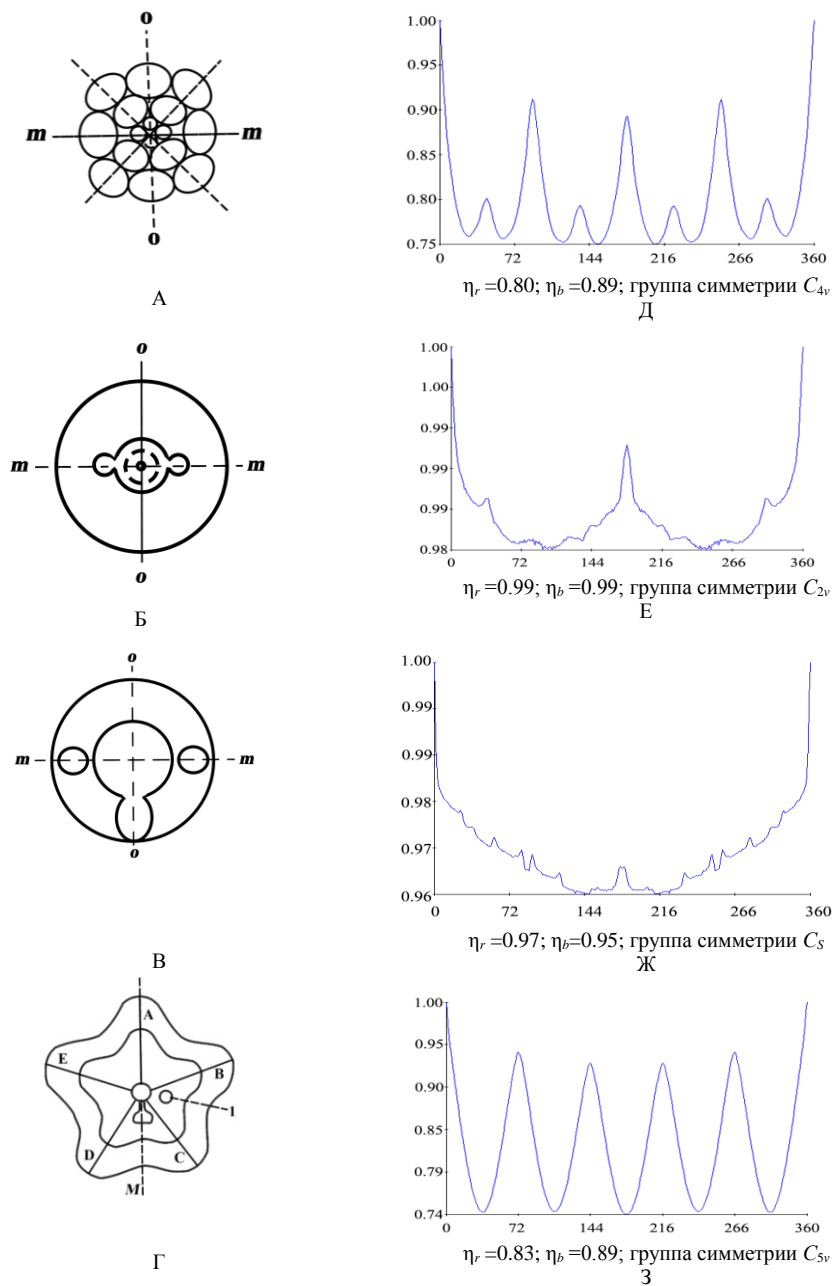 o
m m
o
А
1.00
0.95
0.90
0.85
0.80
0.75
0 72 144 216 266 360
ηr =0.80; ηb =0.89; группа симметрии C4v
Д
o
m m
o
Б
1.00
1.00
0.99
0.99
0.99
0.98
0 72 144 216 266 360
ηr =0.99; ηb =0.99; группа симметрии C2v
Е
o
m m
o
В
1.00
0.99
0.99
0.98
0.97
0.96
0 72 144 216 266 360
ηr =0.97; ηb=0.95; группа симметрии CS
Ж
A
E B
1
D C
M
Г
1.00
0.95
0.90
0.85
0.79
0.74
0 72 144 216 266 360
ηr =0.83; ηb =0.89; группа симметрии C5v
З